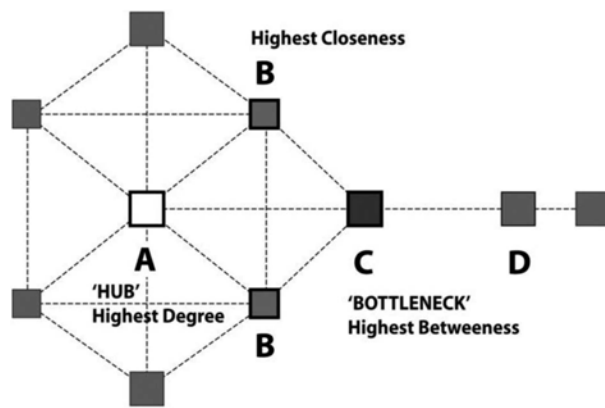 Highest Closeness
B
A
C
D
'HUB'
Highest Degree
B
'BOTTLENECK'
Highest Betweeness